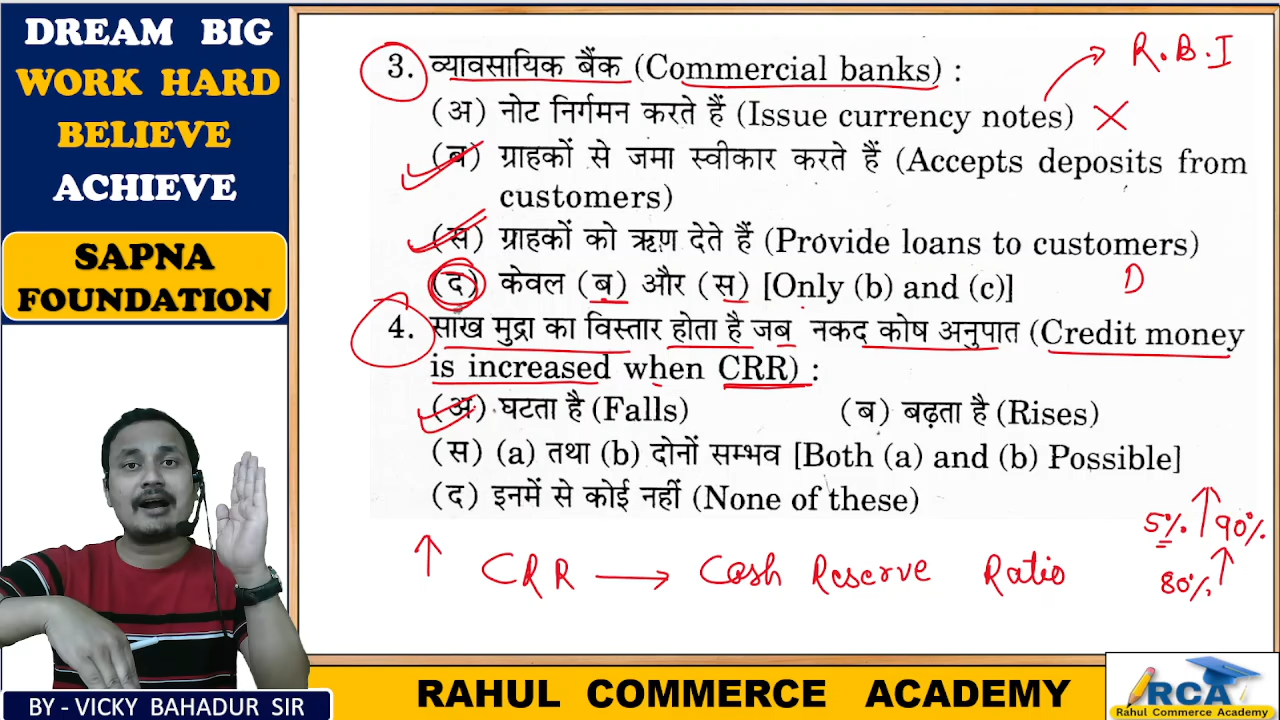 DREAM BIG
WORK HARD
BELIEVE
ACHIEVE
SAPNA
FOUNDATION
3. व्यावसायिक बैंक (Commercial banks) :
R.B.I
(अ) नोट निर्गमन करते हैं (Issue currency notes)
(ब) ग्राहकों से जमा स्वीकार करते हैं (Accepts deposits from
customers)
(स) ग्राहकों को ऋण देते हैं (Provide loans to customers)
(द) केवल (ब) और (स) [Only (b) and (c)]
D
4. साख मुद्रा का विस्तार होता है जब नकद कोष अनुपात (Credit money
is increased when CRR) :
(अ) घटता है (Falls) (ब) बढ़ता है (Rises)
(स) (a) तथा (b) दोनों सम्भव [Both (a) and (b) Possible]
(द) इनमें से कोई नहीं (None of these)
5% 90%
80%
CRR → Cash Reserve Ratio
BY - VICKY BAHADUR SIR
RAHUL COMMERCE ACADEMY
RCA
Rahul Commerce Academy